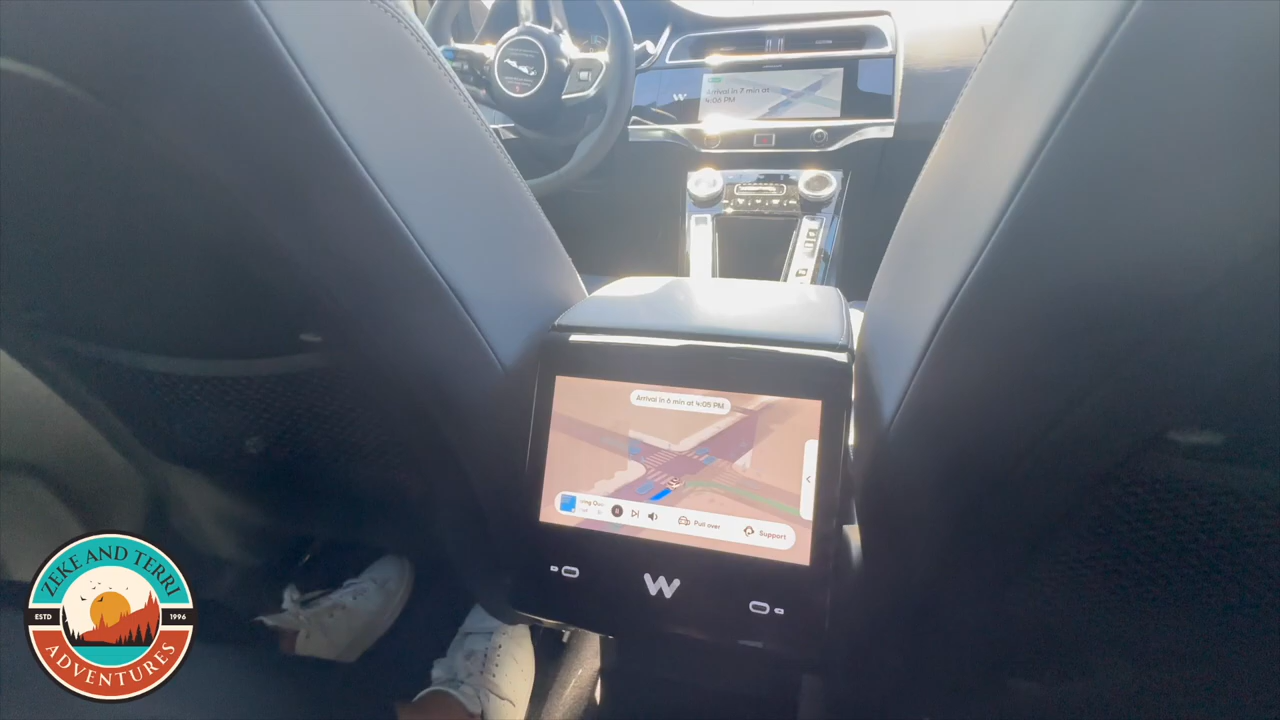 Arrival in 7 min at
4:06 PM
Arrival in 6 min at 4:05 PM
Pull over
Support
ZEKE AND TERRI
ESTD
1996
ADVENTURES